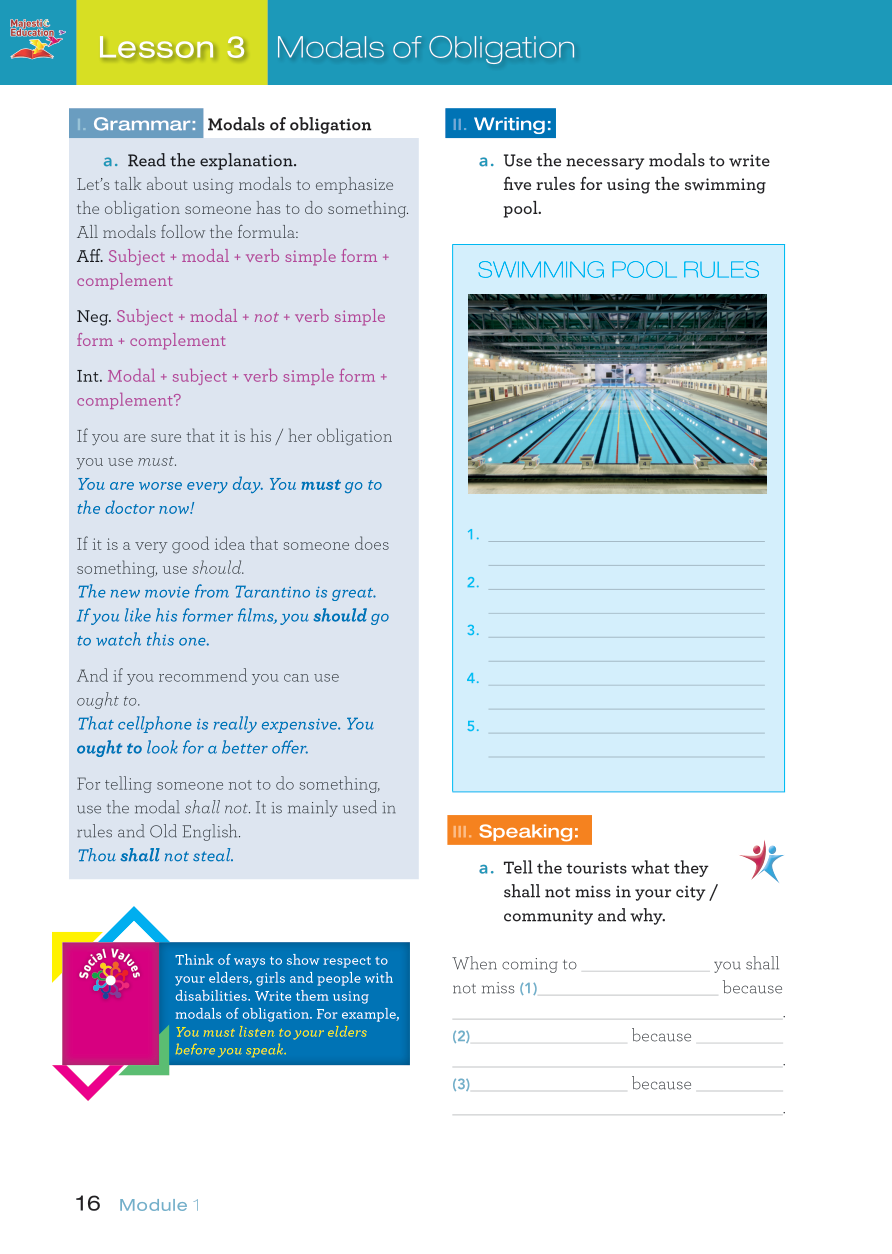 Majestic
Education
Lesson 3 Modals of Obligation
I. Grammar: Modals of obligation
a. Read the explanation.
Let's talk about using modals to emphasize
the obligation someone has to do something.
All modals follow the formula:
Aff. Subject + modal + verb simple form +
complement
Neg. Subject + modal + not + verb simple
form + complement
Int. Modal + subject + verb simple form +
complement?
If you are sure that it is his / her obligation
you use must.
You are worse every day. You must go to
the doctor now!
If it is a very good idea that someone does
something, use should.
The new movie from Tarantino is great.
If you like his former films, you should go
to watch this one.
And if you recommend you can use
ought to.
That cellphone is really expensive. You
ought to look for a better offer.
For telling someone not to do something,
use the modal shall not. It is mainly used in
rules and Old English.
Thou shall not steal.
Social Values
Think of ways to show respect to
your elders, girls and people with
disabilities. Write them using
modals of obligation. For example,
You must listen to your elders
before you speak.
II. Writing:
a. Use the necessary modals to write
five rules for using the swimming
pool.
SWIMMING POOL RULES
1.
2.
3.
4.
5.
III. Speaking:
a. Tell the tourists what they
shall not miss in your city /
community and why.
When coming to ______ you shall
not miss (1)______ because
______.
(2)______ because ______
______.
(3)______ because ______
______.
16 Module 1